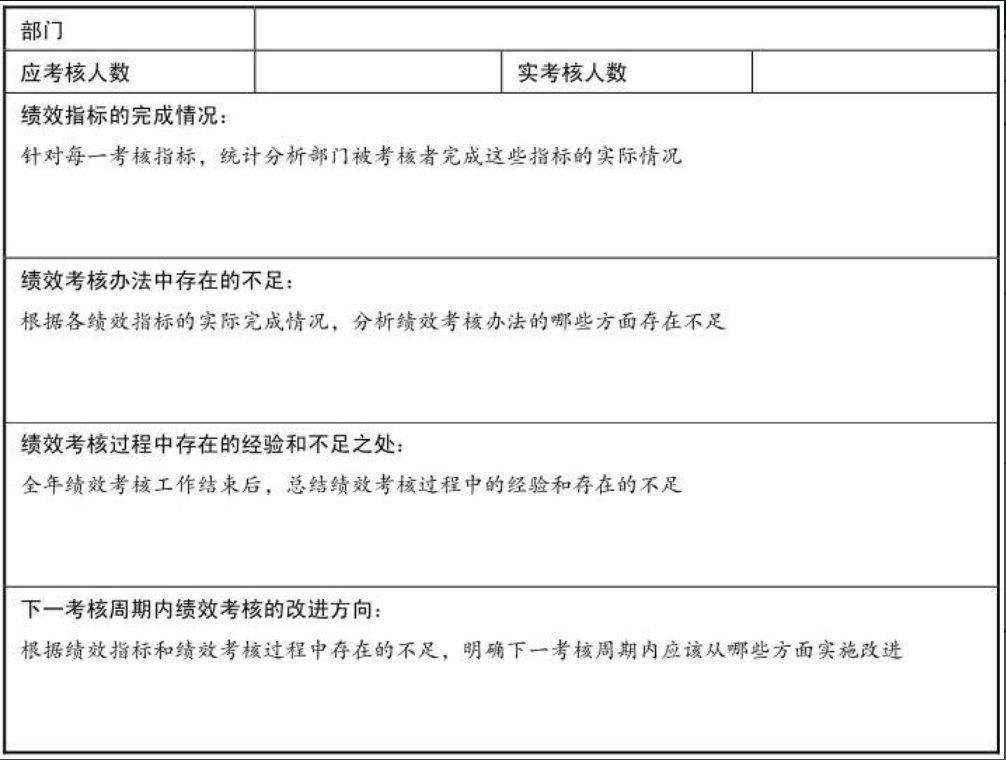 部门
应考核人数 实考核人数
绩效指标的完成情况：
针对每一考核指标，统计分析部门被考核者完成这些指标的实际情况
绩效考核办法中存在的不足：
根据各绩效指标的实际完成情况，分析绩效考核办法的哪些方面存在不足
绩效考核过程中存在的经验和不足之处：
全年绩效考核工作结束后，总结绩效考核过程中的经验和存在的不足
下一考核周期内绩效考核的改进方向：
根据绩效指标和绩效考核过程中存在的不足，明确下一考核周期内应该从哪些方面实施改进